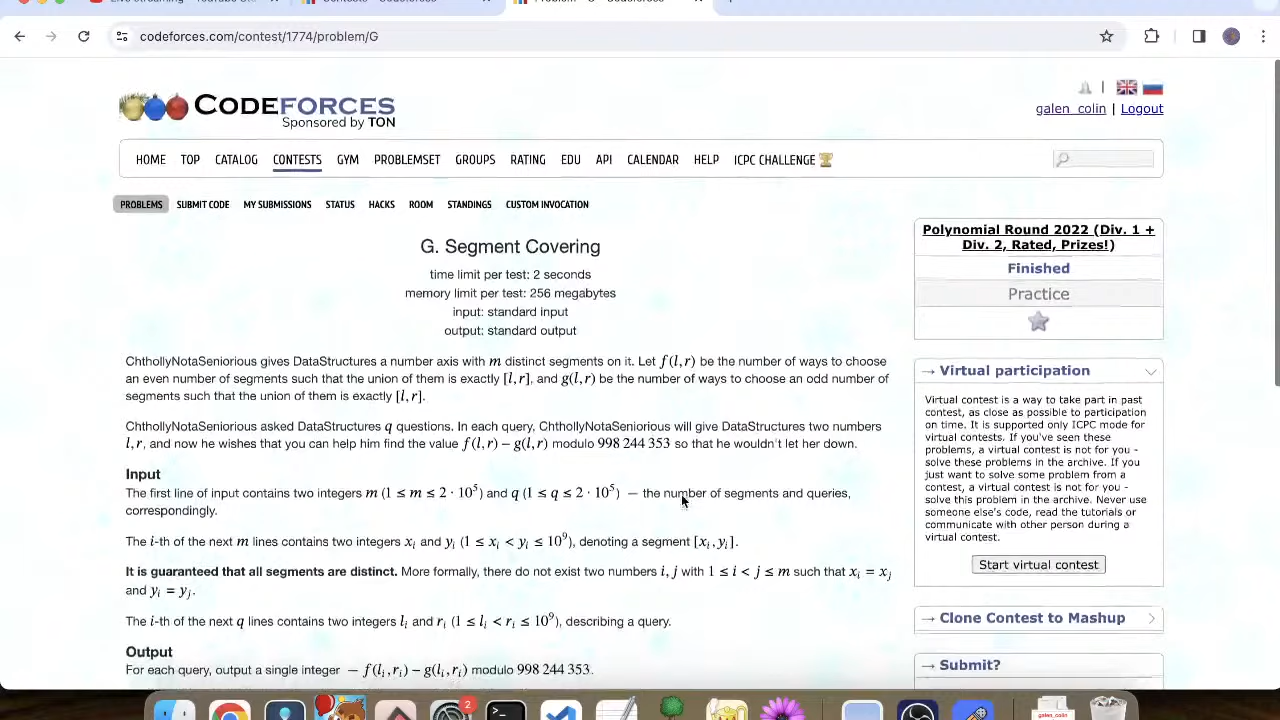 codeforces.com/contest/1774/problem/G
CODEFORCES
Sponsored by TON
galen_colin | Logout
HOME TOP CATALOG CONTESTS GYM PROBLEMSET GROUPS RATING EDU API CALENDAR HELP ICPC CHALLENGE
PROBLEMS SUBMIT CODE MY SUBMISSIONS STATUS HACKS ROOM STANDINGS CUSTOM INVOCATION
G. Segment Covering
time limit per test: 2 seconds
memory limit per test: 256 megabytes
input: standard input
output: standard output
ChthollyNotaSeniorious gives DataStructures a number axis with m distinct segments on it. Let f(l, r) be the number of ways to choose
an even number of segments such that the union of them is exactly [l, r], and g(l, r) be the number of ways to choose an odd number of
segments such that the union of them is exactly [l, r].
ChthollyNotaSeniorious asked DataStructures q questions. In each query, ChthollyNotaSeniorious will give DataStructures two numbers
l, r, and now he wishes that you can help him find the value f(l, r) − g(l, r) modulo 998 244 353 so that he wouldn't let her down.
Input
The first line of input contains two integers m (1 ≤ m ≤ 2 · 10⁵) and q (1 ≤ q ≤ 2 · 10⁵) — the number of segments and queries,
correspondingly.
The i-th of the next m lines contains two integers xᵢ and yᵢ (1 ≤ xᵢ < yᵢ ≤ 10⁹), denoting a segment [xᵢ, yᵢ].
It is guaranteed that all segments are distinct. More formally, there do not exist two numbers i, j with 1 ≤ i < j ≤ m such that xᵢ = xⱼ
and yᵢ = yⱼ.
The i-th of the next q lines contains two integers lᵢ and rᵢ (1 ≤ lᵢ < rᵢ ≤ 10⁹), describing a query.
Output
For each query, output a single integer — f(lᵢ, rᵢ) − g(lᵢ, rᵢ) modulo 998 244 353.
Polynomial Round 2022 (Div. 1 +
Div. 2, Rated, Prizes!)
Finished
Practice
→ Virtual participation
Virtual contest is a way to take part in past
contest, as close as possible to participation
on time. It is supported only ICPC mode for
virtual contests. If you've seen these
problems, a virtual contest is not for you -
solve these problems in the archive. If you
just want to solve some problem from a
contest, a virtual contest is not for you -
solve this problem in the archive. Never use
someone else's code, read the tutorials or
communicate with other person during a
virtual contest.
Start virtual contest
→ Clone Contest to Mashup
→ Submit?
2
galen_colin